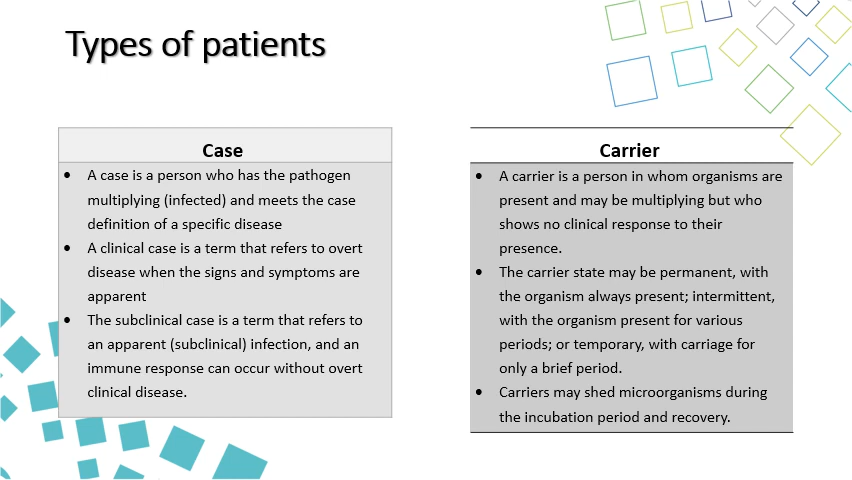 Types of patients
Case
• A case is a person who has the pathogen
multiplying (infected) and meets the case
definition of a specific disease
• A clinical case is a term that refers to overt
disease when the signs and symptoms are
apparent
• The subclinical case is a term that refers to
an apparent (subclinical) infection, and an
immune response can occur without overt
clinical disease.
Carrier
• A carrier is a person in whom organisms are
present and may be multiplying but who
shows no clinical response to their
presence.
• The carrier state may be permanent, with
the organism always present; intermittent,
with the organism present for various
periods; or temporary, with carriage for
only a brief period.
• Carriers may shed microorganisms during
the incubation period and recovery.